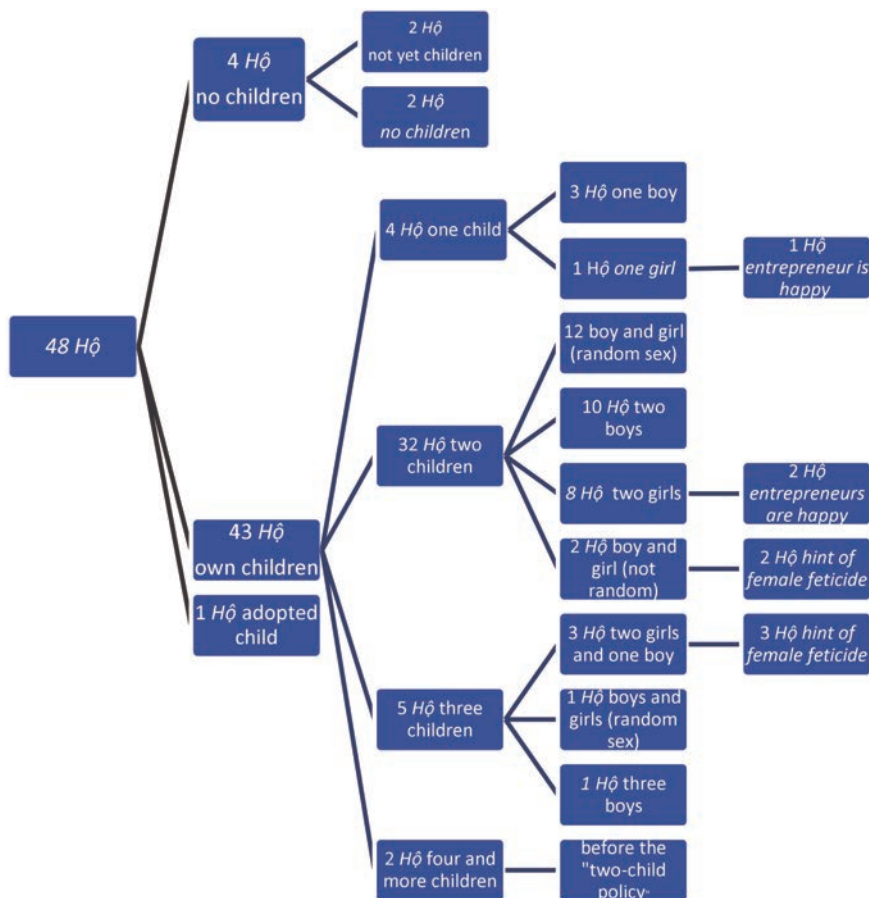 48 Hộ
4 Hộ
no children
2 Hộ
not yet children
2 Hộ
no children
43 Hộ
own children
1 Hộ adopted
child
4 Hộ one child
3 Hộ one boy
1 Hộ one girl
1 Hộ
entrepreneur is
happy
32 Hộ two
children
12 boy and girl
(random sex)
10 Hộ two
boys
8 Hộ two girls
2 Hộ
entrepreneurs
are happy
2 Hộ boy and
girl (not
random)
2 Hộ hint of
female feticide
5 Hộ three
children
3 Hộ two girls
and one boy
3 Hộ hint of
female feticide
1 Hộ boys and
girls (random
sex)
1 Hộ three
boys
2 Hộ four and
more children
before the
"two-child
policy"